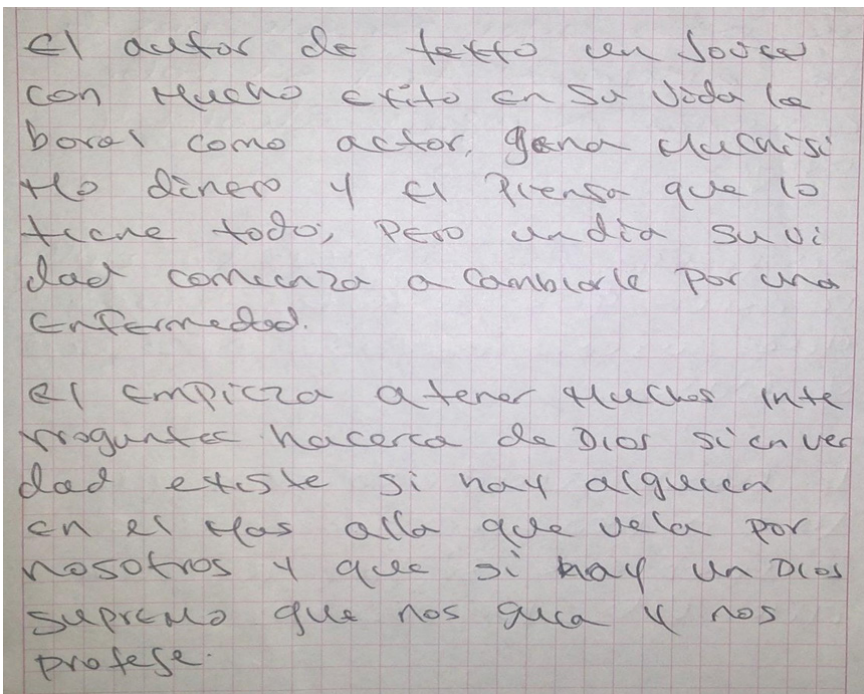 El autor de texto un Joven
con Mucho exito en su vida la
boral como actor, gana Muchisi
Mo dinero y el Piensa que lo
tiene todo, Pero un dia su vi
dad comienza a cambiarle por una
Enfermedad.
El Empieza a tener Muchas inte
rrogantes hacerca de Dios si en ver
dad existe si hay alguien
en el Mas alla que vela por
nosotros y que si hay un Dios
supremo que nos guia y nos
protege.